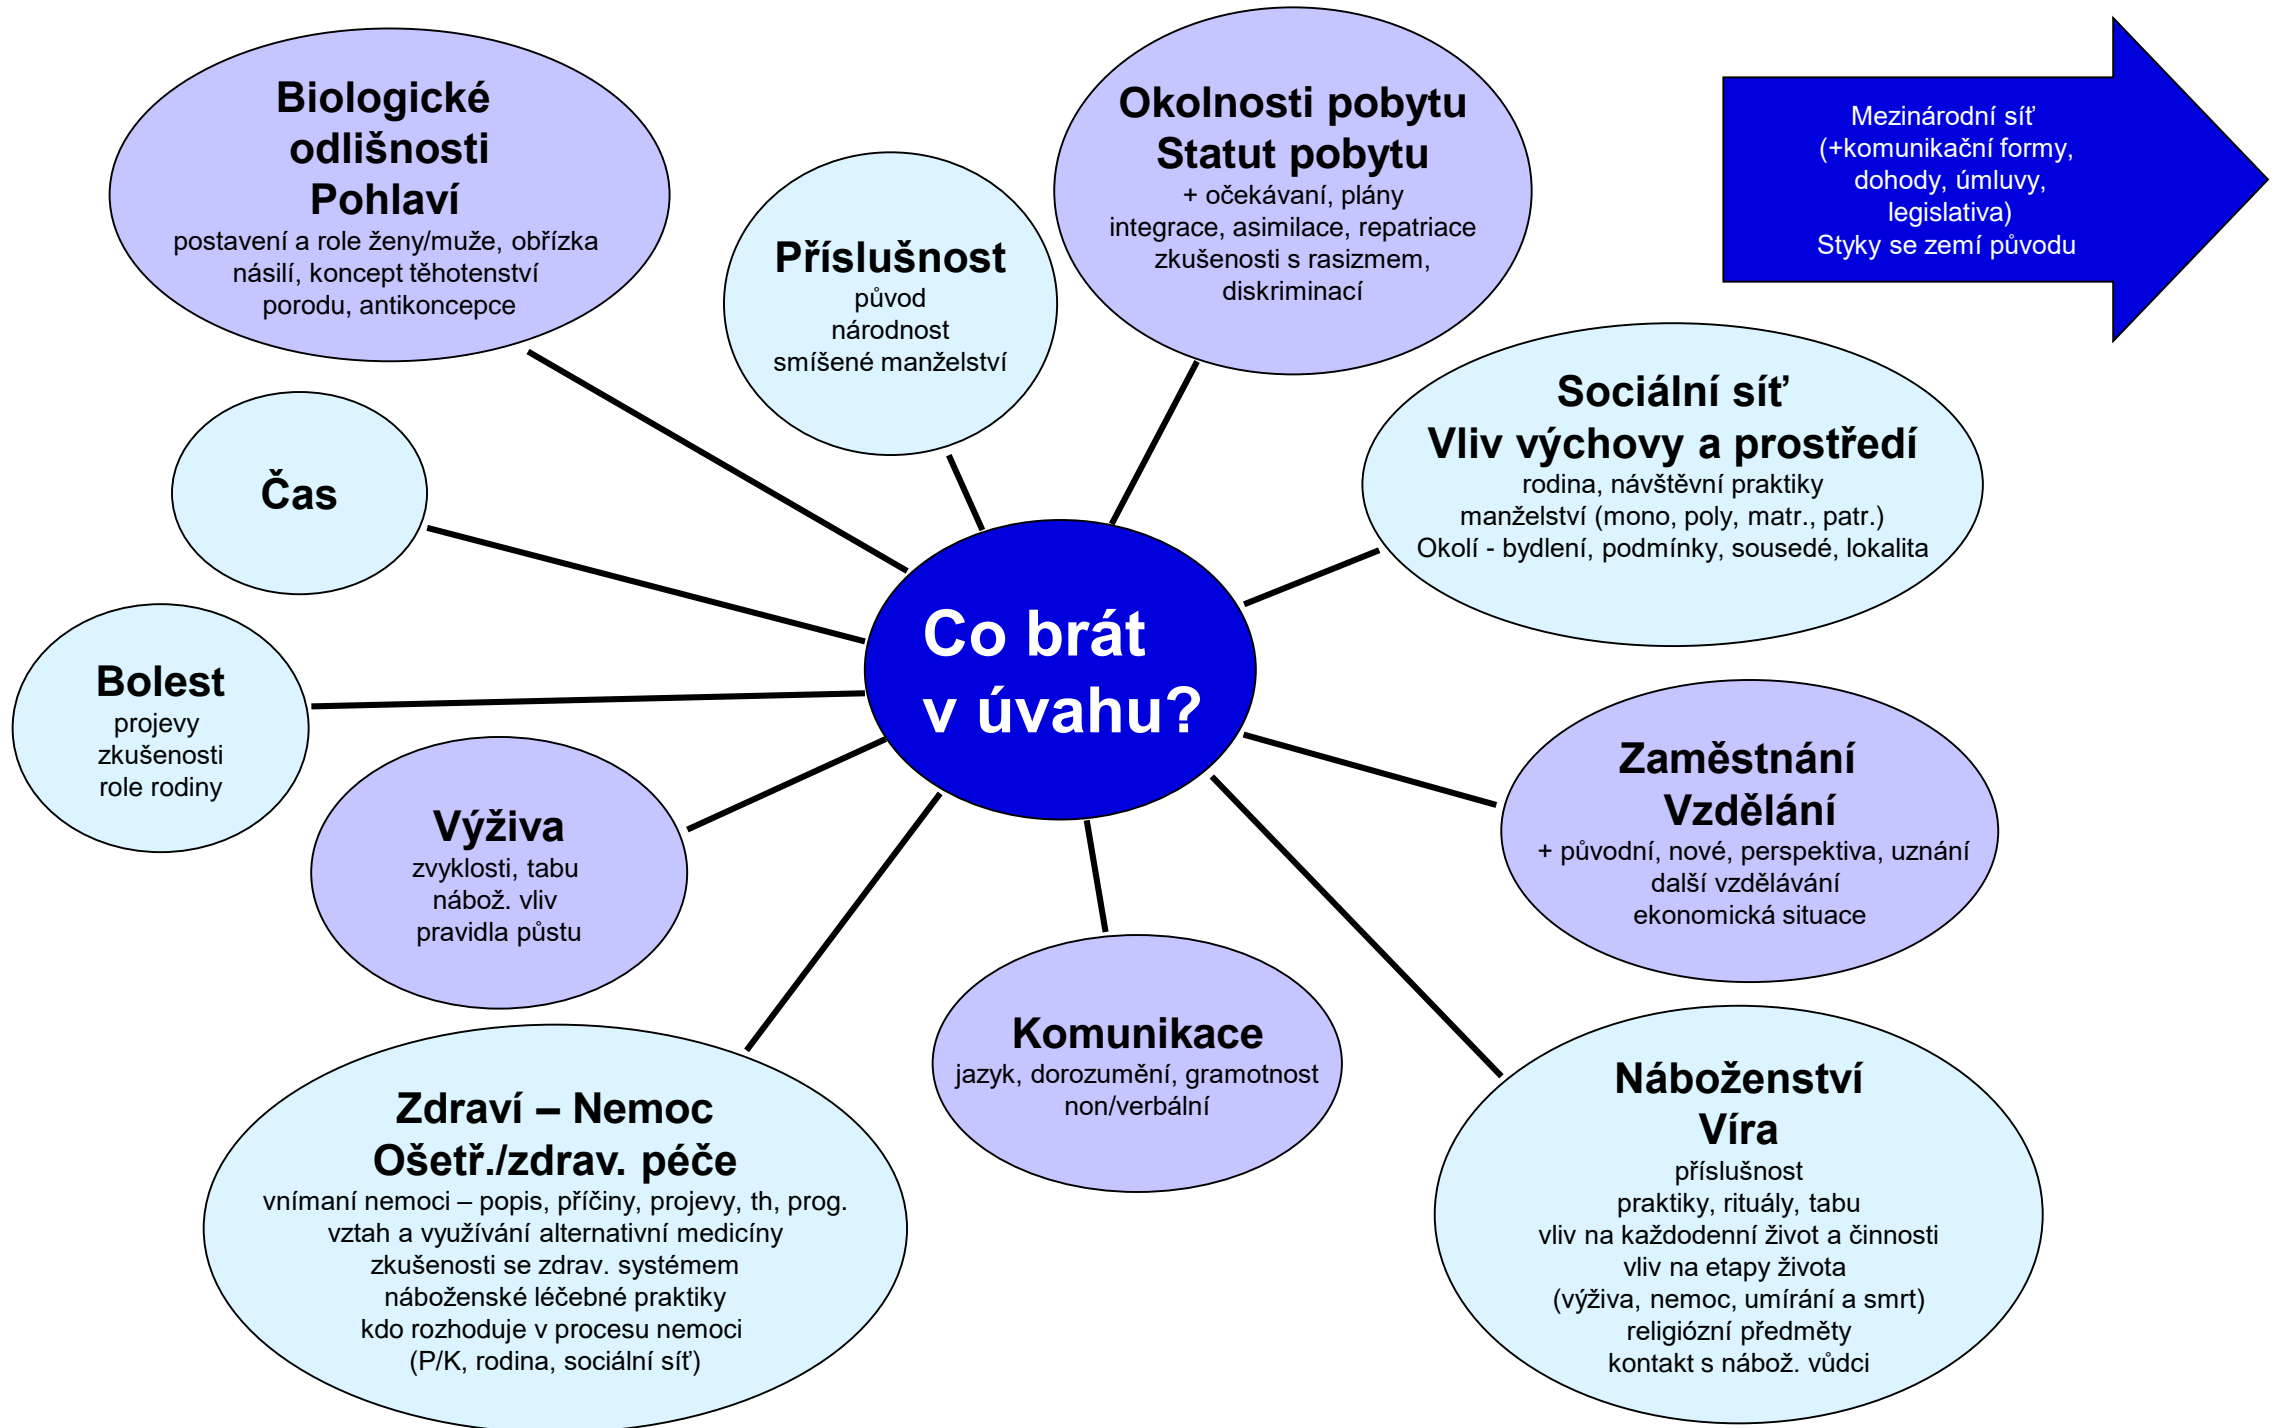 Biologické
odlišnosti
Pohlaví
postavení a role ženy/muže, obřízka
násilí, koncept těhotenství
porodu, antikoncepce
Příslušnost
původ
národnost
smíšené manželství
Okolnosti pobytu
Statut pobytu
+ očekávaní, plány
integrace, asimilace, repatriace
zkušenosti s rasizmem,
diskriminací
Mezinárodní síť
(+komunikační formy,
dohody, úmluvy,
legislativa)
Styky se zemí původu
Čas
Sociální síť
Vliv výchovy a prostředí
rodina, návštěvní praktiky
manželství (mono, poly, matr., patr.)
Okolí - bydlení, podmínky, sousedé, lokalita
Co brát
v úvahu?
Bolest
projevy
zkušenosti
role rodiny
Výživa
zvyklosti, tabu
nábož. vliv
pravidla půstu
Zaměstnání
Vzdělání
+ původní, nové, perspektiva, uznání
další vzdělávání
ekonomická situace
Komunikace
jazyk, dorozumění, gramotnost
non/verbální
Zdraví – Nemoc
Ošetř./zdrav. péče
vnímaní nemoci – popis, příčiny, projevy, th, prog.
vztah a využívání alternativní medicíny
zkušenosti se zdrav. systémem
náboženské léčebné praktiky
kdo rozhoduje v procesu nemoci
(P/K, rodina, sociální síť)
Náboženství
Víra
příslušnost
praktiky, rituály, tabu
vliv na každodenní život a činnosti
vliv na etapy života
(výživa, nemoc, umírání a smrt)
religiózní předměty
kontakt s nábož. vůdci